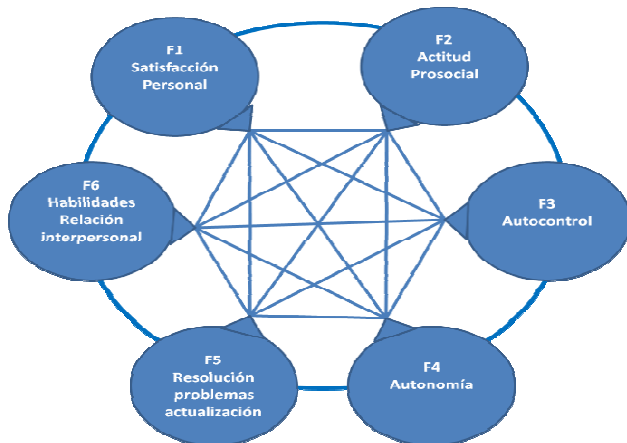 F1
Satisfacción
Personal
F2
Actitud
Prosocial
F3
Autocontrol
F4
Autonomía
F5
Resolución
problemas
actualización
F6
Habilidades
Relación
interpersonal